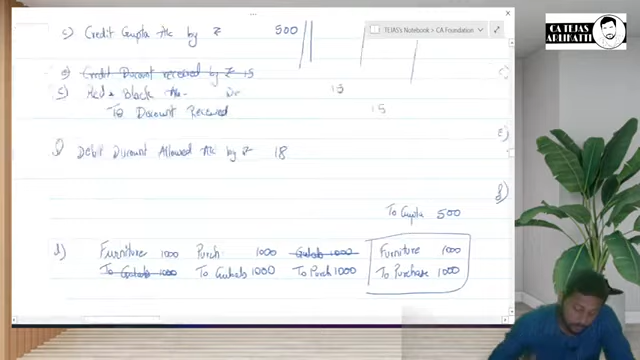 c) Credit Gupta A/c by ₹ 500
TEJAS's Notebook > CA Foundation
CA TEJAS
ARUKATTI
e) Credit Discount received by ₹ 15
Red & Black A/c Dr 15
To Discount Received 15
f) Debit Discount Allowed A/c by ₹ 18
c)
e)
f)
To Gupta 500
d) Furniture 1000 Purch 1000 Gulab 1000 Furniture 1000
To Gulab 1000 To Gulab 1000 To Purch 1000 To Purchase 1000